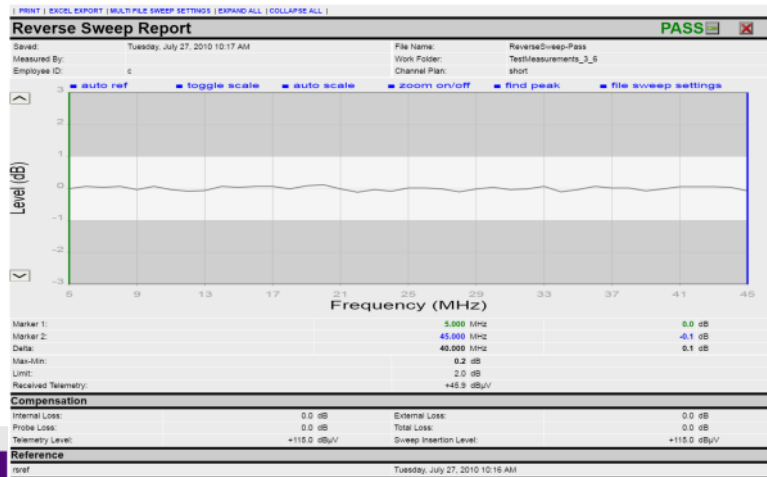 | PRINT | EXCEL EXPORT | MULTI FILE SWEEP SETTINGS | EXPAND ALL | COLLAPSE ALL |
Reverse Sweep Report PASS
Saved: Tuesday, July 27, 2010 10:17 AM File Name: ReverseSweep-Pass
Measured By: Work Folder: TestMeasurements_3_6
Employee ID: c Channel Plan: short
auto ref toggle scale auto scale zoom on/off find peak file sweep settings
3
2
1
0
-1
-2
-3
Level (dB)
5 9 13 17 21 25 29 33 37 41 45
Frequency (MHz)
Marker 1: 5.000 MHz 0.0 dB
Marker 2: 45.000 MHz -0.1 dB
Delta: 40.000 MHz 0.1 dB
Max-Min: 0.2 dB
Limit: 2.0 dB
Received Telemetry: +45.9 dBµV
Compensation
Internal Loss: 0.0 dB External Loss: 0.0 dB
Probe Loss: 0.0 dB Total Loss: 0.0 dB
Telemetry Level: +115.0 dBµV Sweep Insertion Level: +115.0 dBµV
Reference
rsref Tuesday, July 27, 2010 10:16 AM